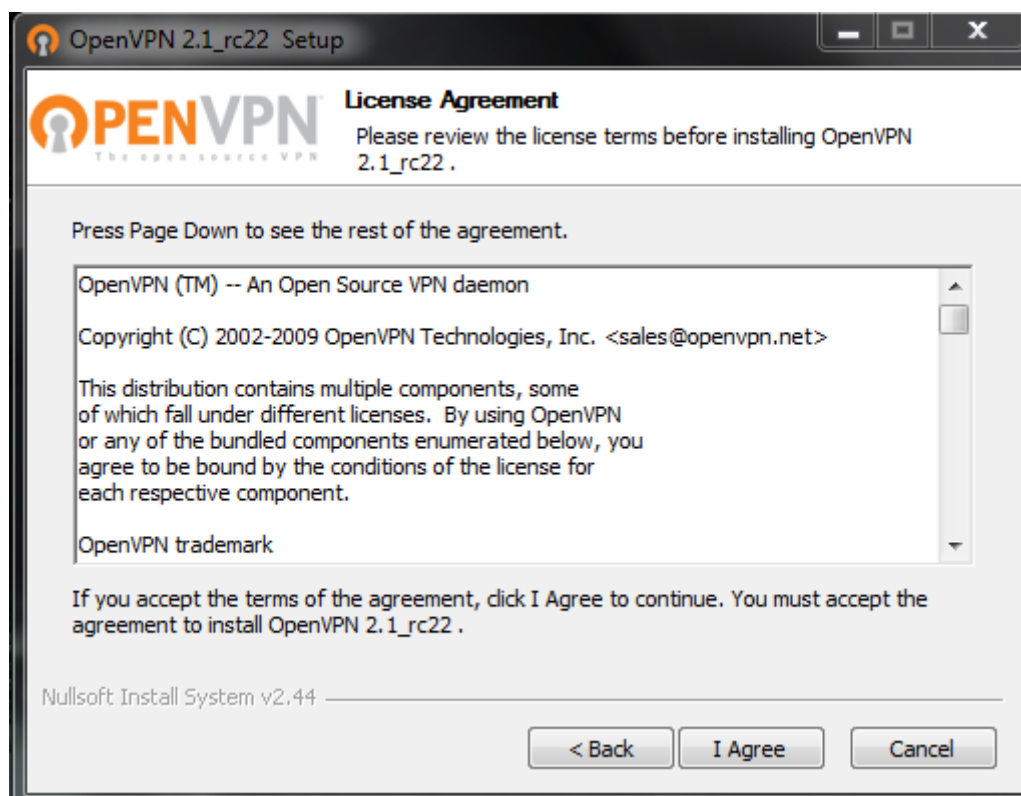 OpenVPN 2.1_rc22 Setup
OPENVPN
The open source VPN
License Agreement
Please review the license terms before installing OpenVPN
2.1_rc22 .
Press Page Down to see the rest of the agreement.
OpenVPN (TM) -- An Open Source VPN daemon
Copyright (C) 2002-2009 OpenVPN Technologies, Inc. <sales@openvpn.net>
This distribution contains multiple components, some
of which fall under different licenses.  By using OpenVPN
or any of the bundled components enumerated below, you
agree to be bound by the conditions of the license for
each respective component.
OpenVPN trademark
If you accept the terms of the agreement, click I Agree to continue. You must accept the
agreement to install OpenVPN 2.1_rc22 .
Nullsoft Install System v2.44
< Back
I Agree
Cancel